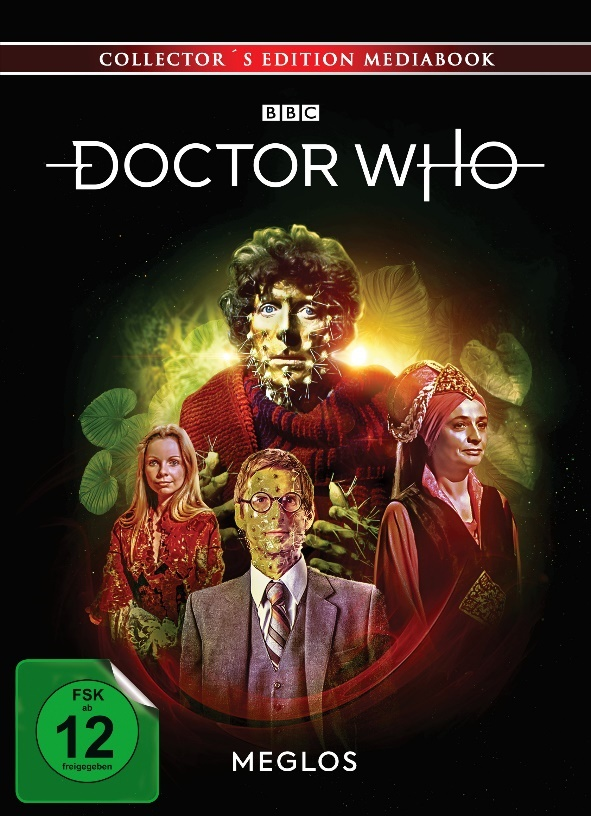 COLLECTOR´S EDITION MEDIABOOK
BBC
DOCTOR WHO
FSK
ab
12
freigegeben
MEGLOS